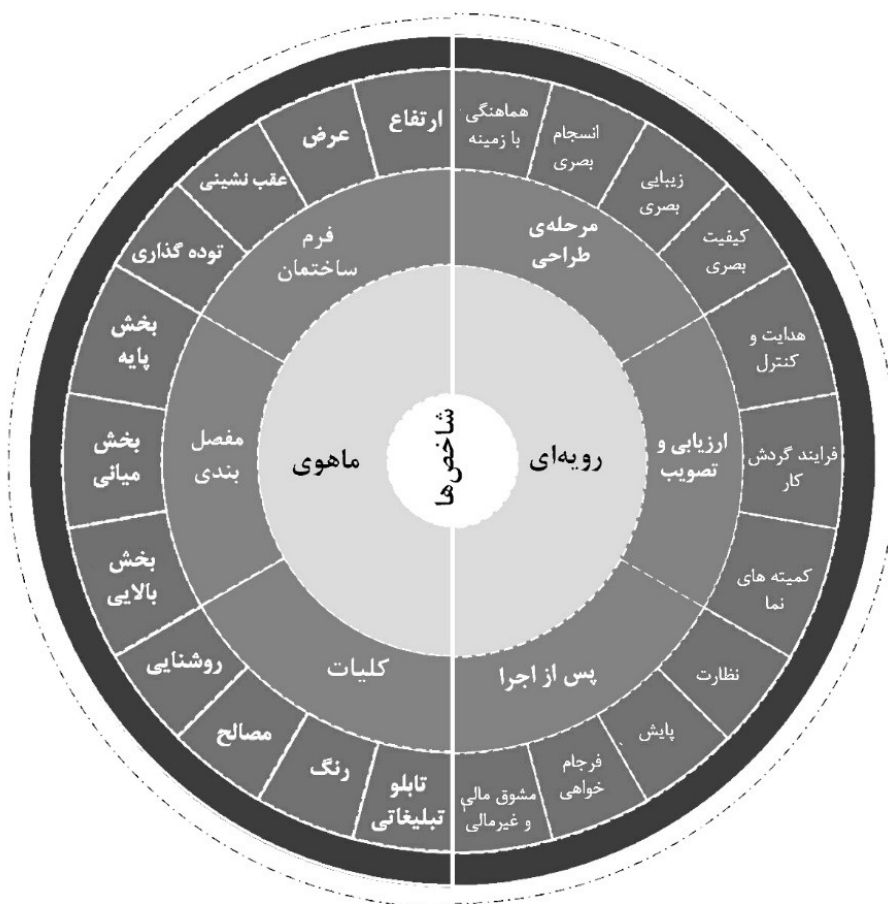 شاخص‌ها
رویه‌ای
ماهوی
مرحله‌ی
طراحی
هماهنگی
با زمینه
انسجام
بصری
زیبایی
بصری
کیفیت
بصری
ارزیابی و
تصویب
هدایت و
کنترل
فرایند گردش
کار
کمیته های
نما
پس از اجرا
نظارت
پایش
فرجام
خواهی
مشوق مالی
و غیرمالی
فرم
ساختمان
ارتفاع
عرض
عقب نشینی
توده گذاری
مفصل
بندی
بخش
پایه
بخش
میانی
بخش
بالایی
کلیات
روشنایی
مصالح
رنگ
تابلو
تبلیغاتی